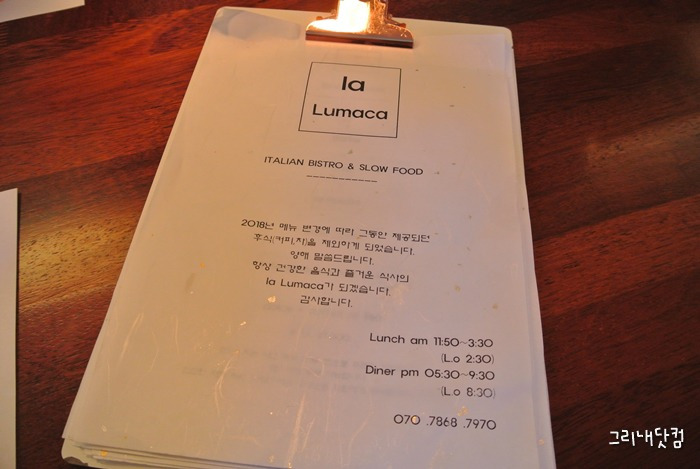 la
Lumaca
ITALIAN BISTRO & SLOW FOOD
-----------
2018년 메뉴 변경에 따라 그동안 제공되던
후식(커피,차)을 제외하게 되었습니다.
양해 말씀드립니다.
항상 건강한 음식과 즐거운 식사의
la Lumaca가 되겠습니다.
감사합니다.
Lunch am 11:50~3:30
(L.o 2:30)
Diner pm 05:30~9:30
(L.o 8:30)
070 .7868 .7970
그리내닷컴